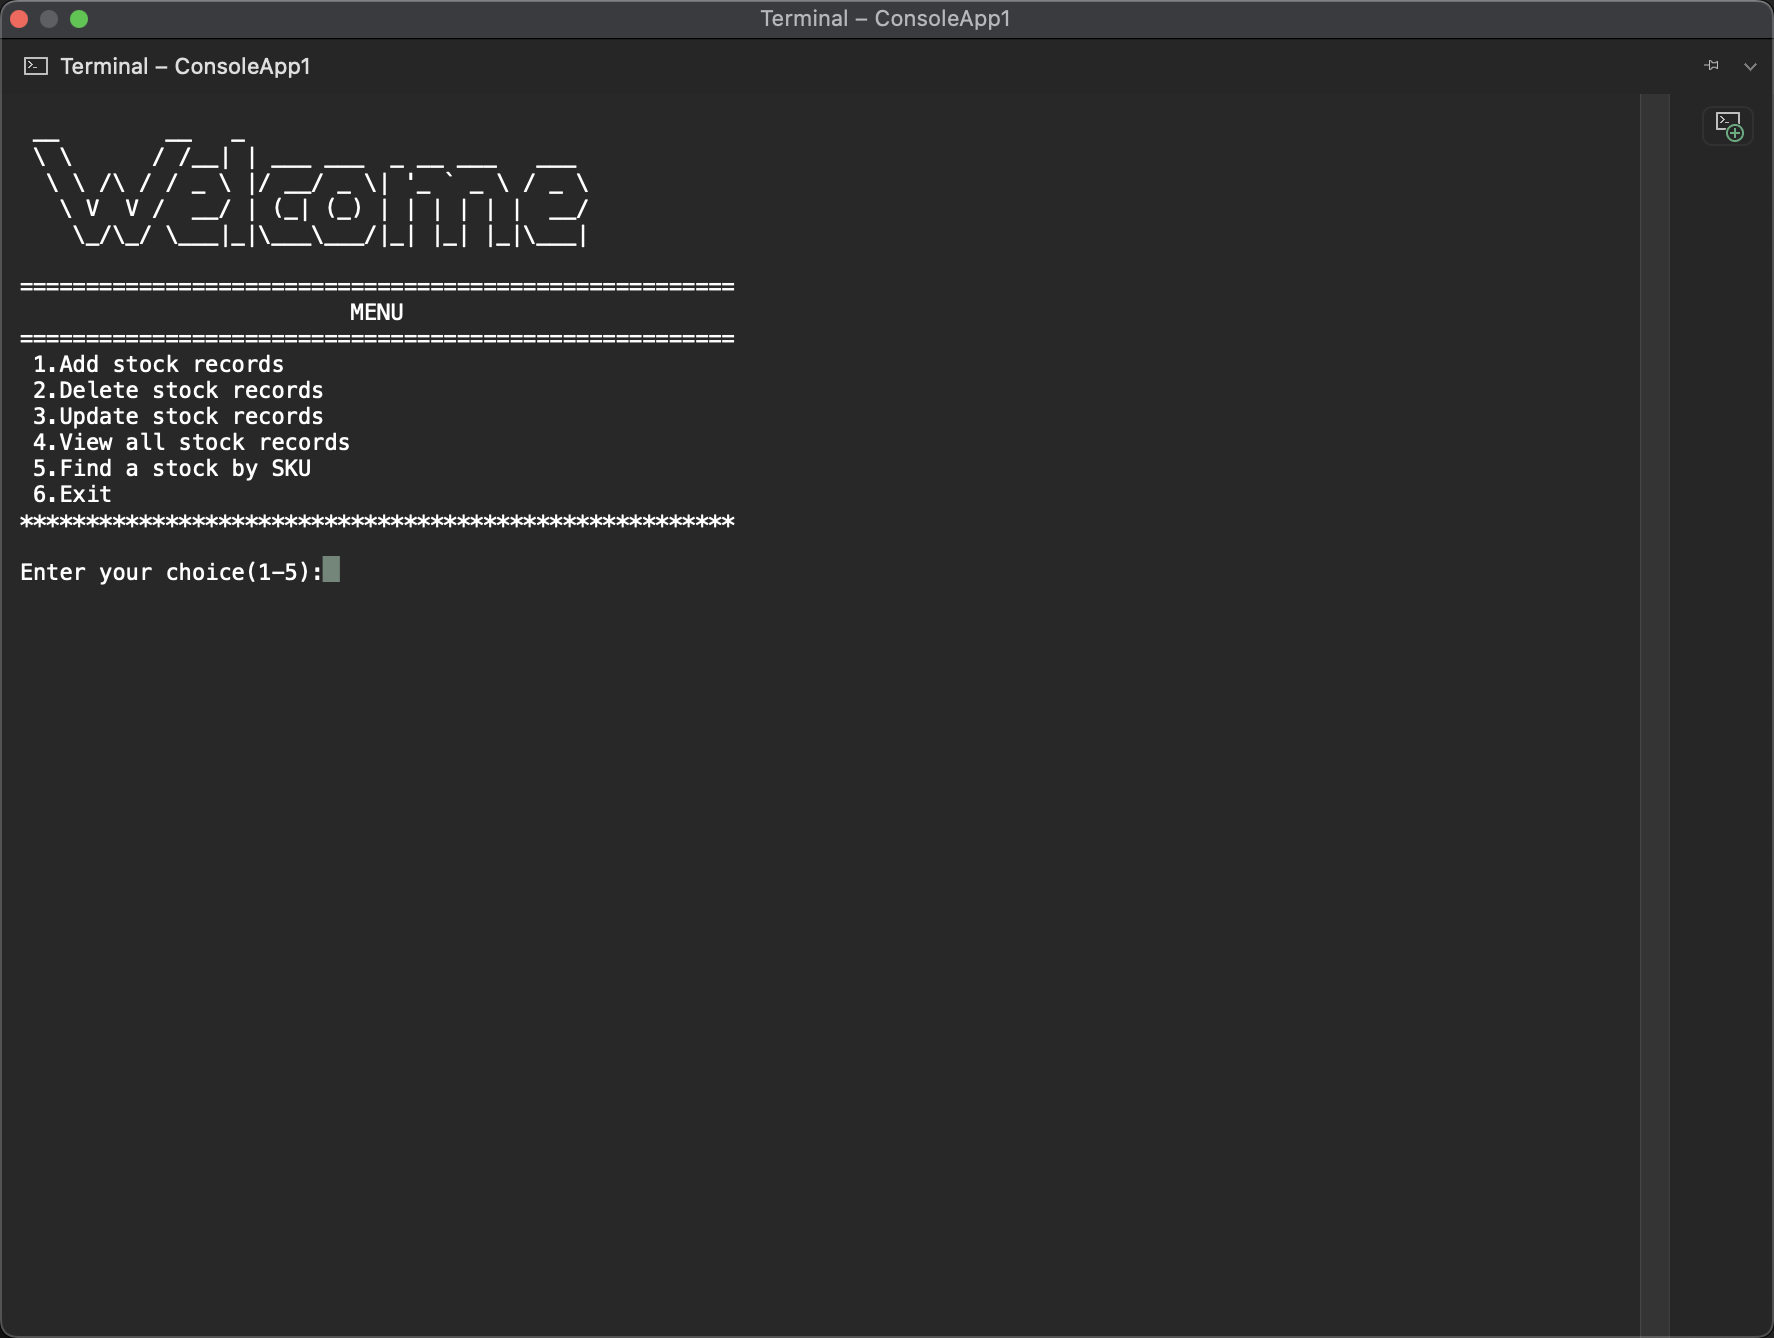 Terminal – ConsoleApp1
Terminal – ConsoleApp1
Welcome
======================================================
MENU
======================================================
1.Add stock records
2.Delete stock records
3.Update stock records
4.View all stock records
5.Find a stock by SKU
6.Exit
******************************************************
Enter your choice(1-5):